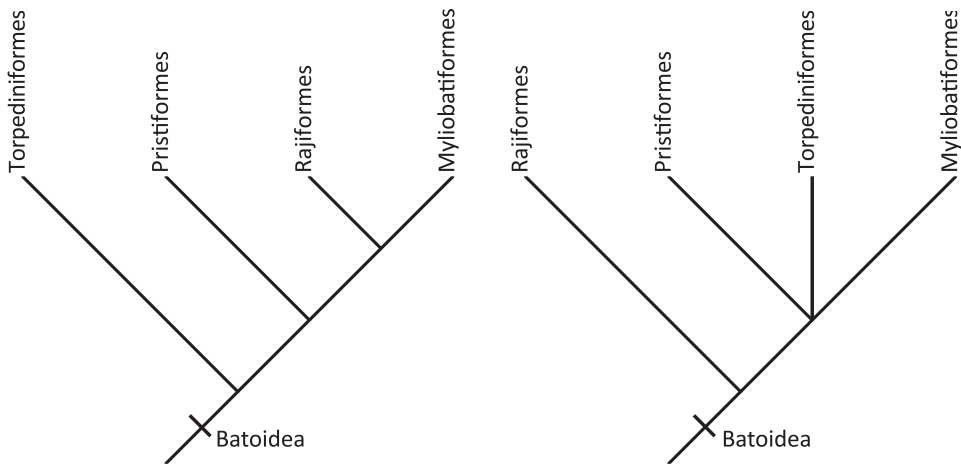 Torpediniformes
Pristiformes
Rajiformes
Myliobatiformes
Batoidea
Rajiformes
Pristiformes
Torpediniformes
Myliobatiformes
Batoidea